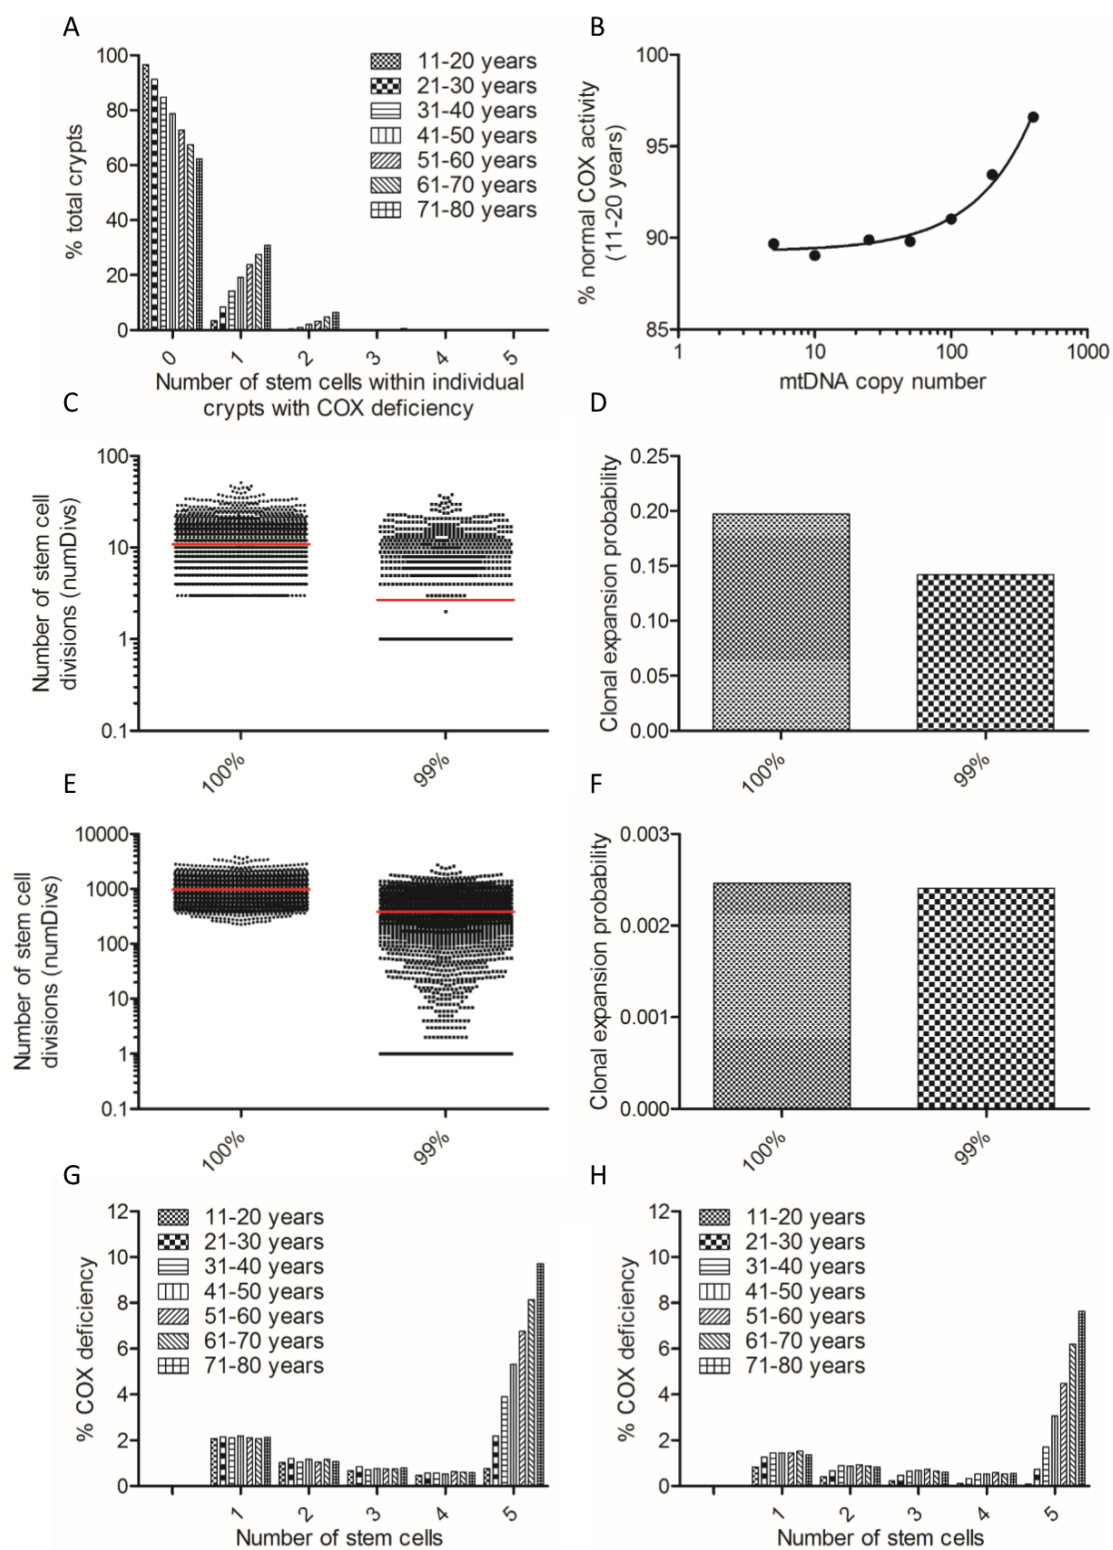 A
% total crypts
100
80
60
40
20
0
11-20 years
21-30 years
31-40 years
41-50 years
51-60 years
61-70 years
71-80 years
0 1 2 3 4 5
Number of stem cells within individual
crypts with COX deficiency
B
% normal COX activity
(11-20 years)
100
95
90
85
1 10 100 1000
mtDNA copy number
C
Number of stem cell
divisions (numDivs)
100
10
1
0.1
100% 99%
D
Clonal expansion probability
0.25
0.20
0.15
0.10
0.05
0.00
100% 99%
E
Number of stem cell
divisions (numDivs)
10000
1000
100
10
1
0.1
100% 99%
F
Clonal expansion probability
0.003
0.002
0.001
0.000
100% 99%
G
% COX deficiency
12
10
8
6
4
2
0
11-20 years
21-30 years
31-40 years
41-50 years
51-60 years
61-70 years
71-80 years
1 2 3 4 5
Number of stem cells
H
% COX deficiency
12
10
8
6
4
2
0
11-20 years
21-30 years
31-40 years
41-50 years
51-60 years
61-70 years
71-80 years
1 2 3 4 5
Number of stem cells